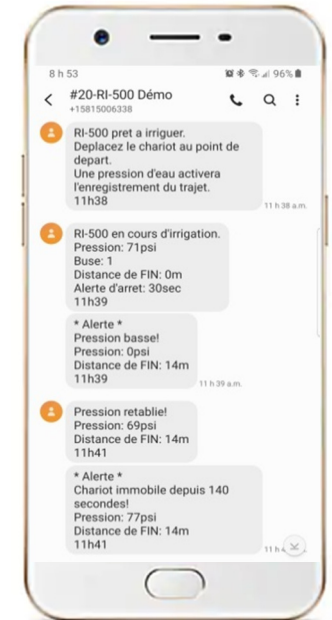 8 h 53
96%
#20-RI-500 Démo
+15815006338
RI-500 pret a irriguer.
Deplacez le chariot au point de
depart.
Une pression d'eau activera
l'enregistrement du trajet.
11h38
11 h 38 a.m.
RI-500 en cours d'irrigation.
Pression: 71psi
Buse: 1
Distance de FIN: 0m
Alerte d'arret: 30sec
11h39
* Alerte *
Pression basse!
Pression: 0psi
Distance de FIN: 14m
11h39
11 h 39 a.m.
Pression retablie!
Pression: 69psi
Distance de FIN: 14m
11h41
* Alerte *
Chariot immobile depuis 140
secondes!
Pression: 77psi
Distance de FIN: 14m
11h41
11 h